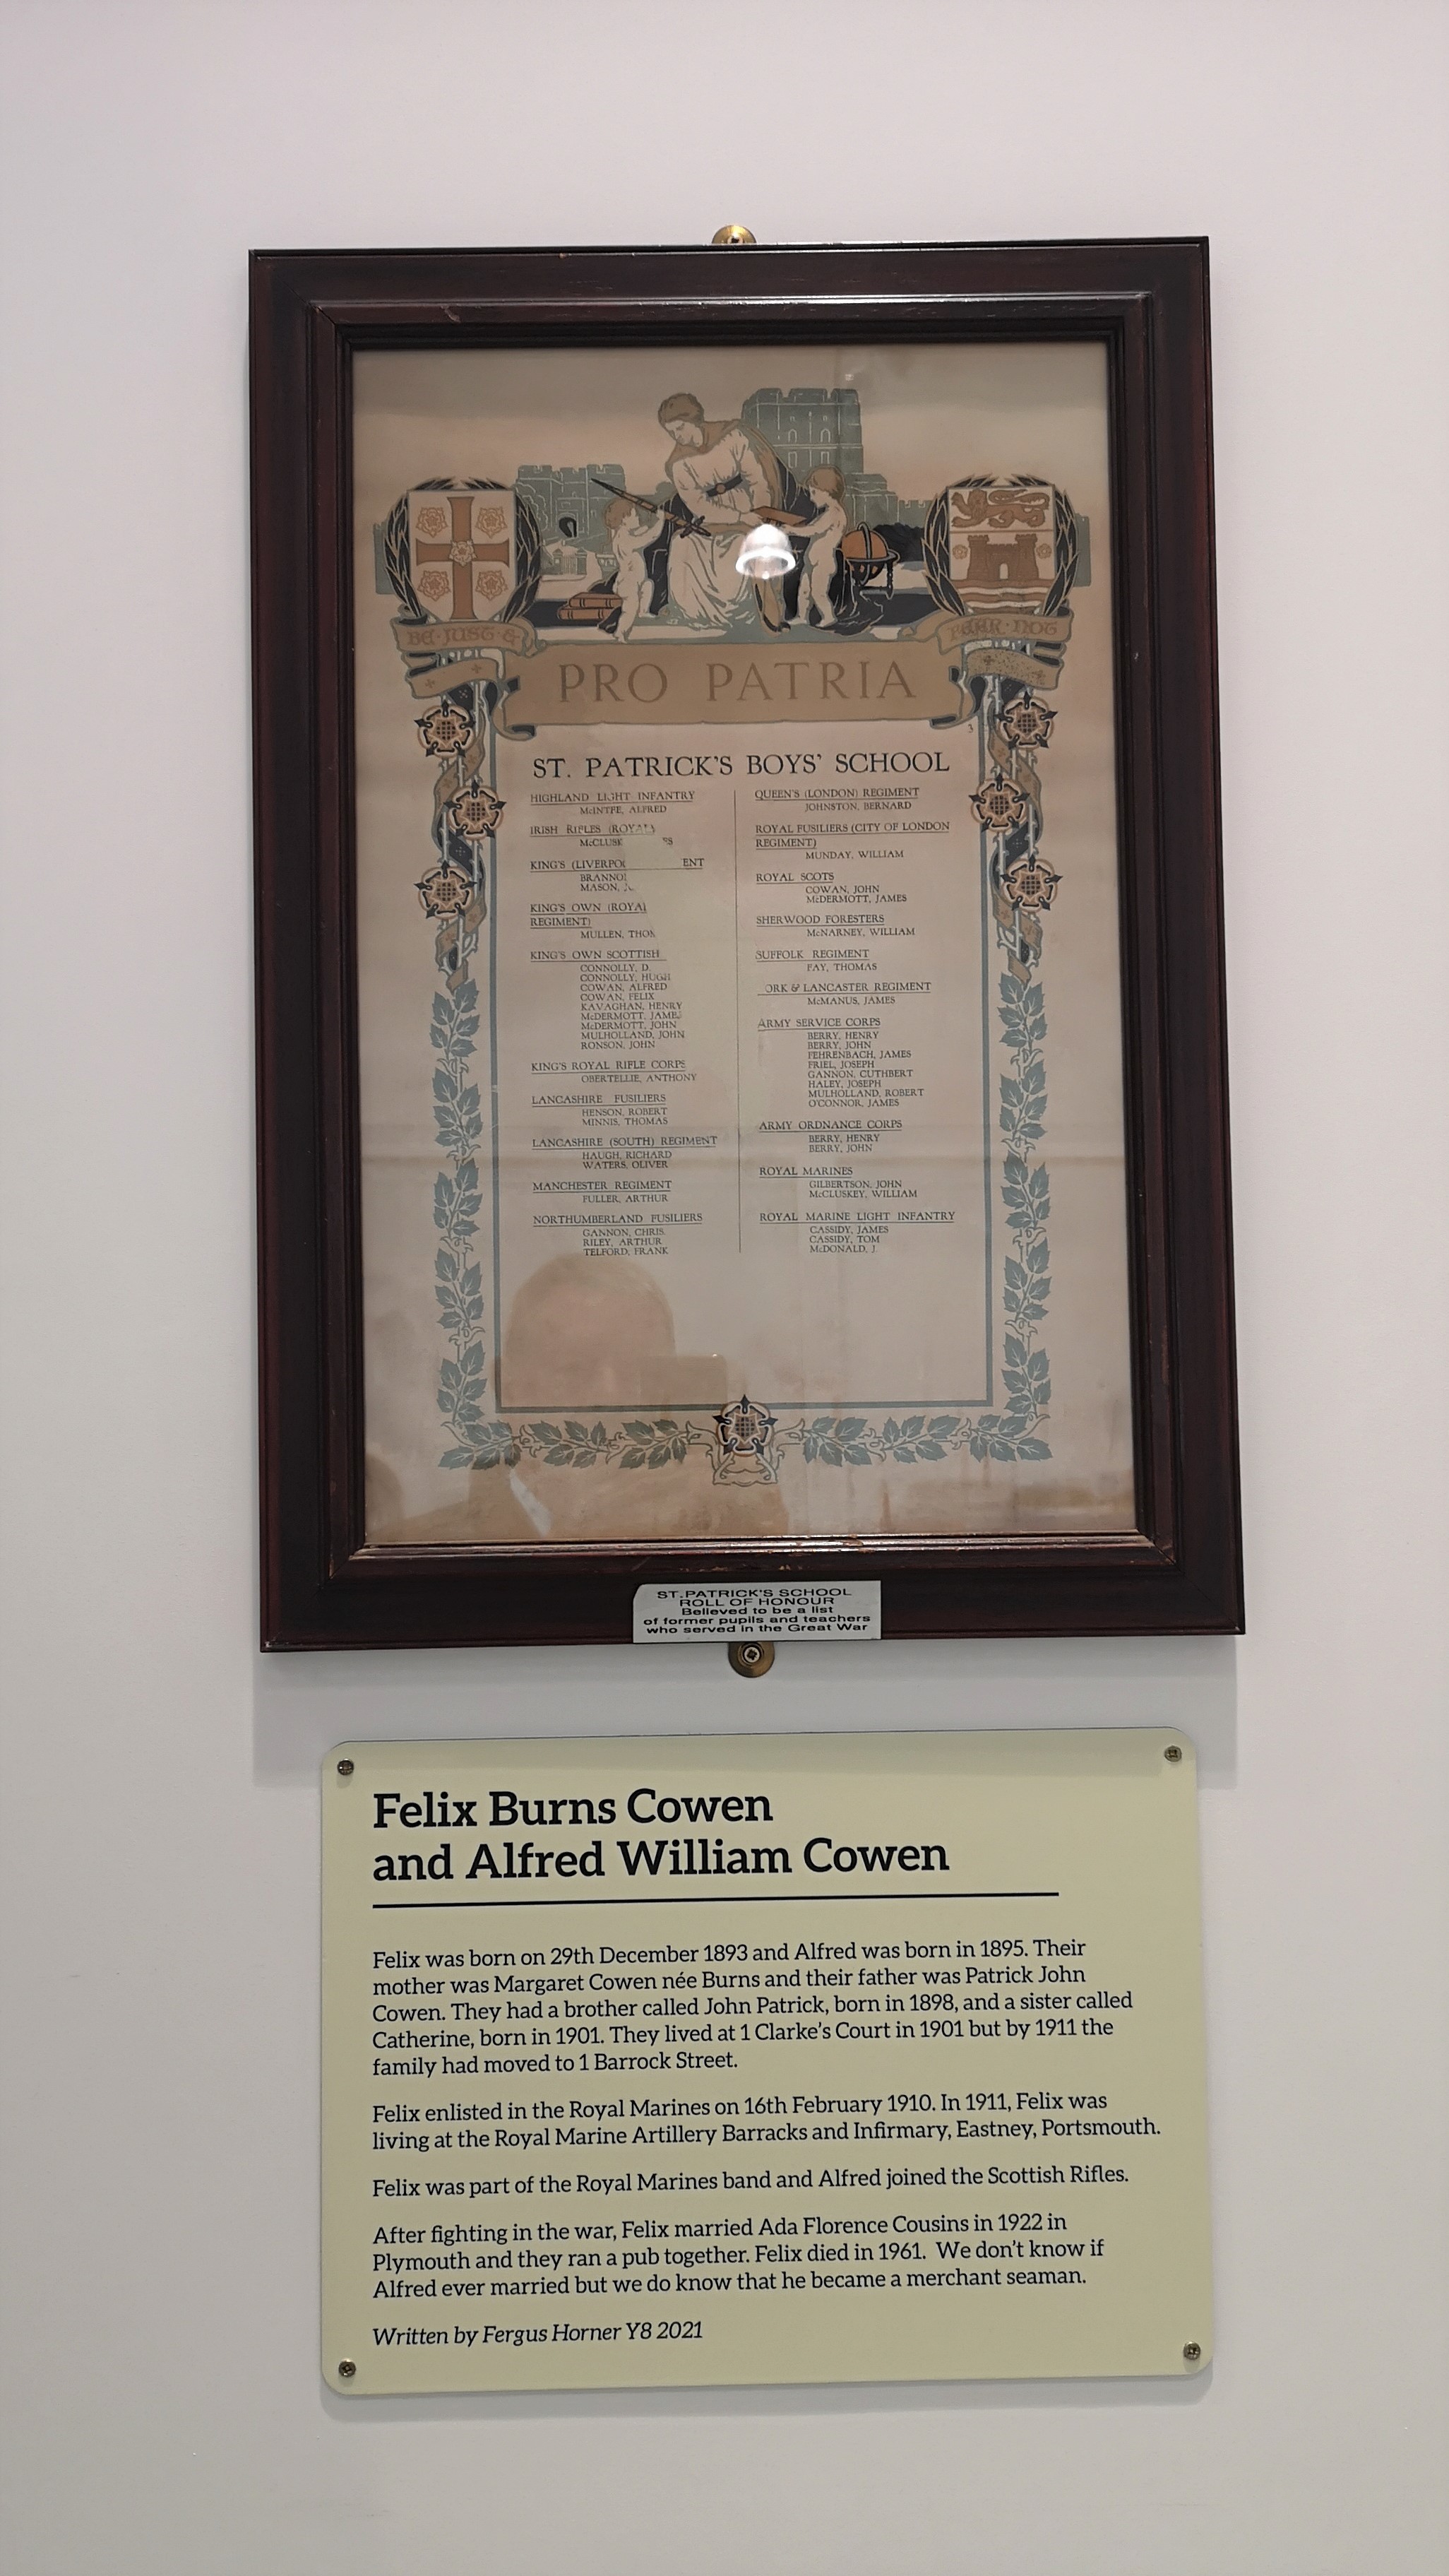 BE · JUST · &
FEAR · NOT
PRO PATRIA
3
ST. PATRICK'S BOYS' SCHOOL
HIGHLAND LIGHT INFANTRY
ALFRED
IRISH RIFLES (ROYAL)
KING'S
MASON,
KING'S OWN
REGIMENT)
MULLEN,
KING'S OWN SCOTTISH
CONNOLLY, D.
CONNOLLY, HUGH
COWAN, ALFRED
COWAN, FELIX
KAVAGHAN, HENRY
McDERMOTT,
McDERMOTT, JOHN
MULHOLLAND, JOHN
RONSON, JOHN
KING'S ROYAL RIFLE CORPS
OBERTELLIE, ANTHONY
LANCASHIRE FUSILIERS
HENSON, ROBERT
MINNIS, THOMAS
LANCASHIRE (SOUTH) REGIMENT
HAUGH, RICHARD
WATERS, OLIVER
MANCHESTER REGIMENT
FULLER, ARTHUR
NORTHUMBERLAND FUSILIERS
GANNON, CHRIS.
RILEY, ARTHUR
TELFORD, FRANK
QUEEN'S (LONDON) REGIMENT
JOHNSTON, BERNARD
ROYAL FUSILIERS (CITY OF LONDON
REGIMENT)
MUNDAY, WILLIAM
ROYAL SCOTS
COWAN, JOHN
McDERMOTT, JAMES
SHERWOOD FORESTERS
McNARNEY, WILLIAM
SUFFOLK REGIMENT
FAY, THOMAS
& LANCASTER REGIMENT
McMANUS, JAMES
ARMY SERVICE CORPS
BERRY, HENRY
BERRY, JOHN
FEHRENBACH, JAMES
FRIEL, JOSEPH
GANNON, CUTHBERT
HALEY, JOSEPH
MULHOLLAND, ROBERT
O'CONNOR, JAMES
ARMY ORDNANCE CORPS
BERRY, HENRY
BERRY, JOHN
ROYAL MARINES
GILBERTSON, JOHN
McCLUSKEY, WILLIAM
ROYAL MARINE LIGHT INFANTRY
CASSIDY, JAMES
CASSIDY, TOM
McDONALD, J.
ST. PATRICK'S SCHOOL
ROLL OF HONOUR
Believed to be a list
of former pupils and teachers
who served in the Great War
Felix Burns Cowen
and Alfred William Cowen
Felix was born on 29th December 1893 and Alfred was born in 1895. Their
mother was Margaret Cowen née Burns and their father was Patrick John
Cowen. They had a brother called John Patrick, born in 1898, and a sister called
Catherine, born in 1901. They lived at 1 Clarke's Court in 1901 but by 1911 the
family had moved to 1 Barrock Street.
Felix enlisted in the Royal Marines on 16th February 1910. In 1911, Felix was
living at the Royal Marine Artillery Barracks and Infirmary, Eastney, Portsmouth.
Felix was part of the Royal Marines band and Alfred joined the Scottish Rifles.
After fighting in the war, Felix married Ada Florence Cousins in 1922 in
Plymouth and they ran a pub together. Felix died in 1961. We don't know if
Alfred ever married but we do know that he became a merchant seaman.
Written by Fergus Horner Y8 2021